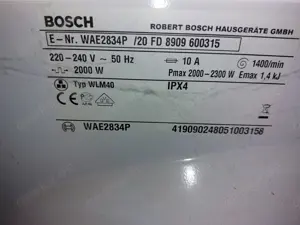 BOSCH ROBERT BOSCH HAUSGERÄTE GMBH
E-Nr. WAE2834P /20 FD 8909 600315
220-240 V ~ 50 Hz 10 A 1400/min
2000 W Pmax 2000-2300 W Emax 1,4 kJ
Typ WLM40 IPX4
WAE2834P 419090248051003158